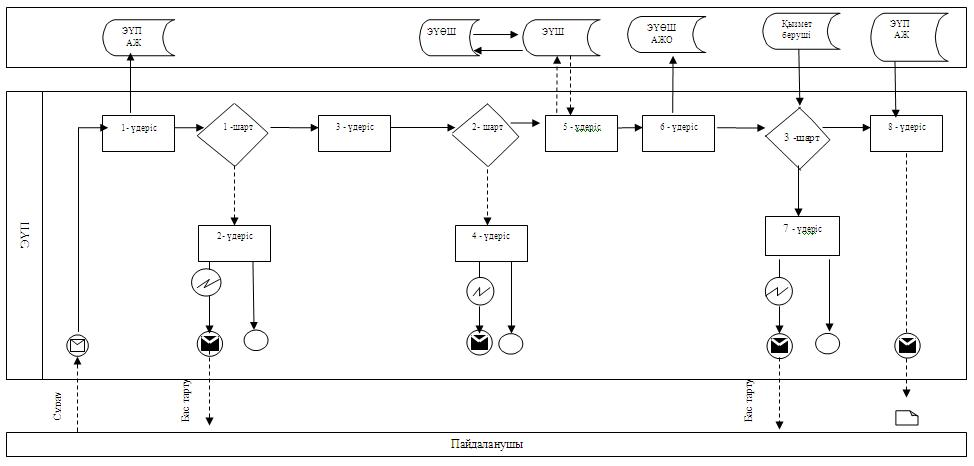 ЭҮП
АЖ
ЭҮӨШ
ЭҮШ
ЭҮӨШ
АЖО
Қызмет
беруші
ЭҮП
АЖ
1- үдеріс
1 -шарт
3 - үдеріс
2- шарт
5 - үдеріс
6 - үдеріс
3 -шарт
8 - үдеріс
2- үдеріс
4 - үдеріс
7 - үдеріс
Сұрау
Бас тарту
Бас тарту
Пайдаланушы